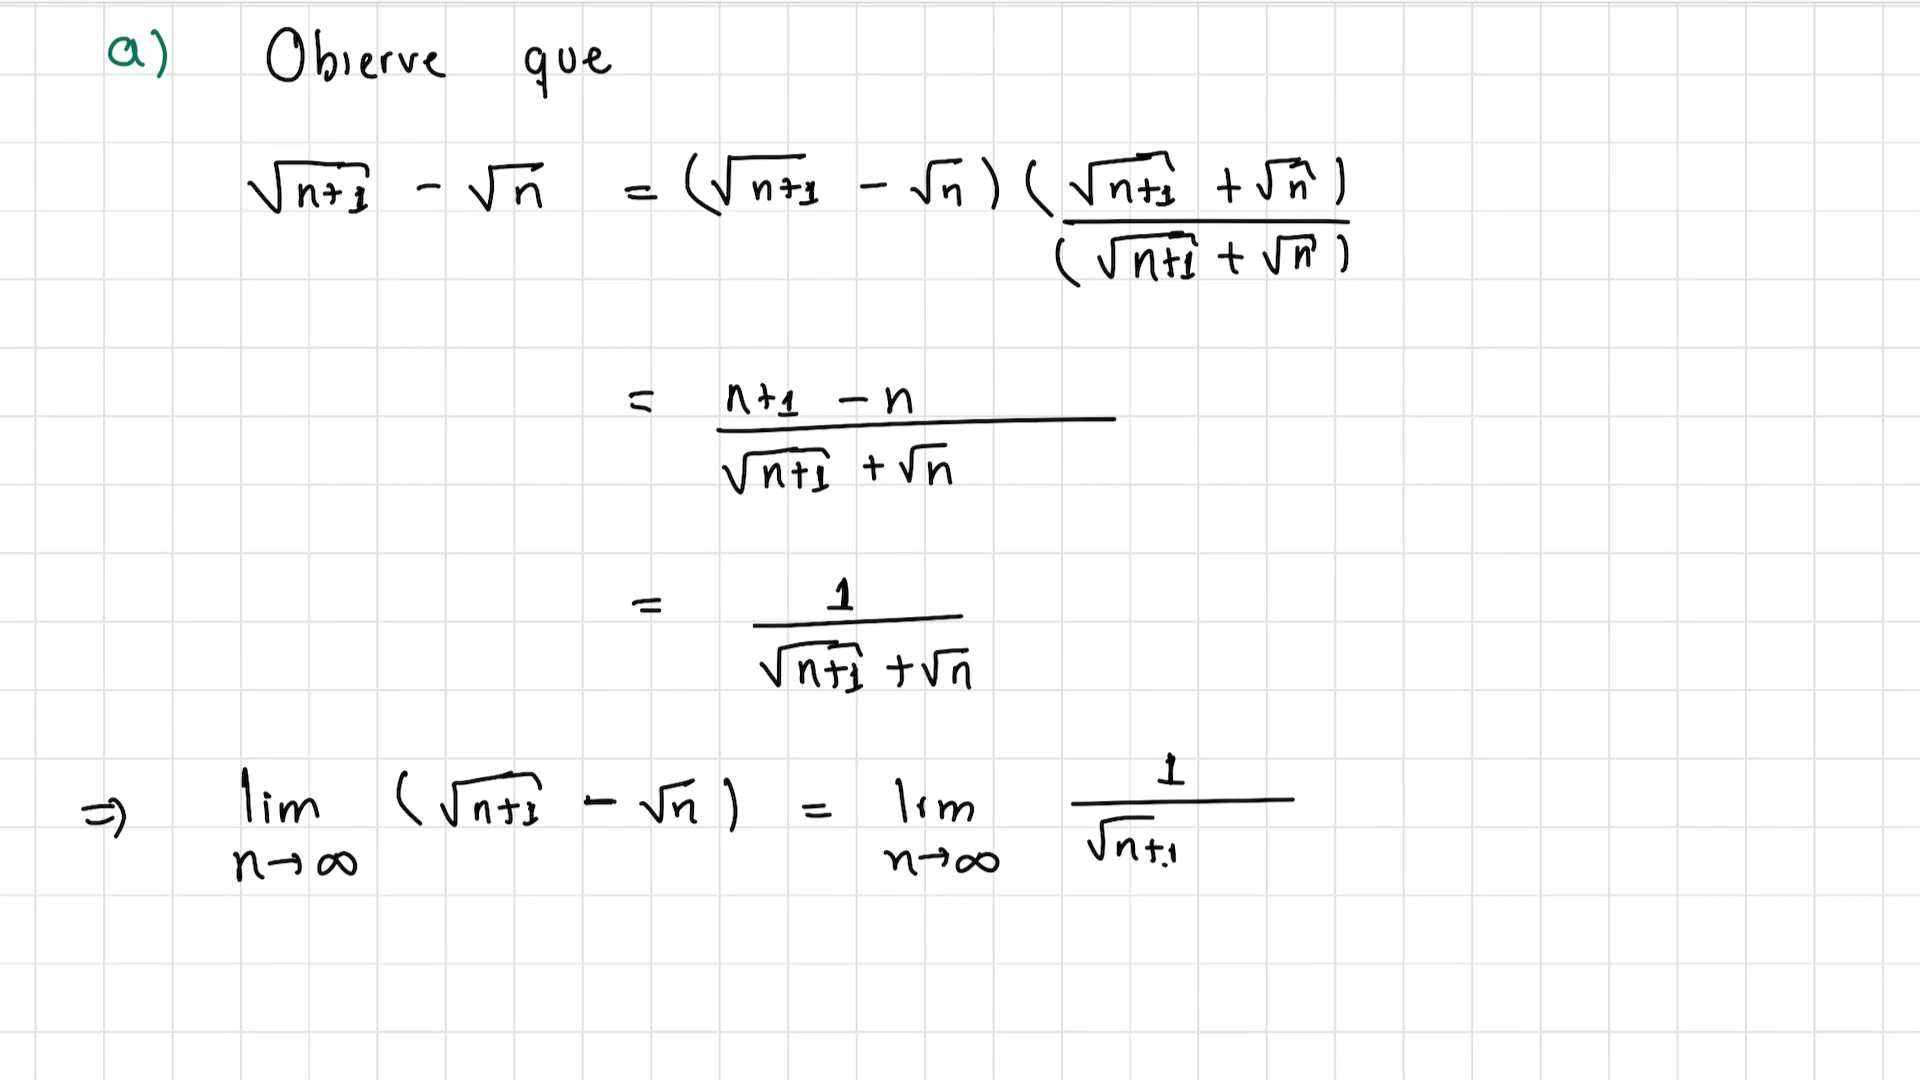 a) Observe que
√(n+1) - √n = (√(n+1) - √n) (√(n+1) + √n) / (√(n+1) + √n)
= (n+1 - n) / (√(n+1) + √n)
= 1 / (√(n+1) + √n)
⇒ lim n→∞ (√(n+1) - √n) = lim n→∞ 1 / √n+1